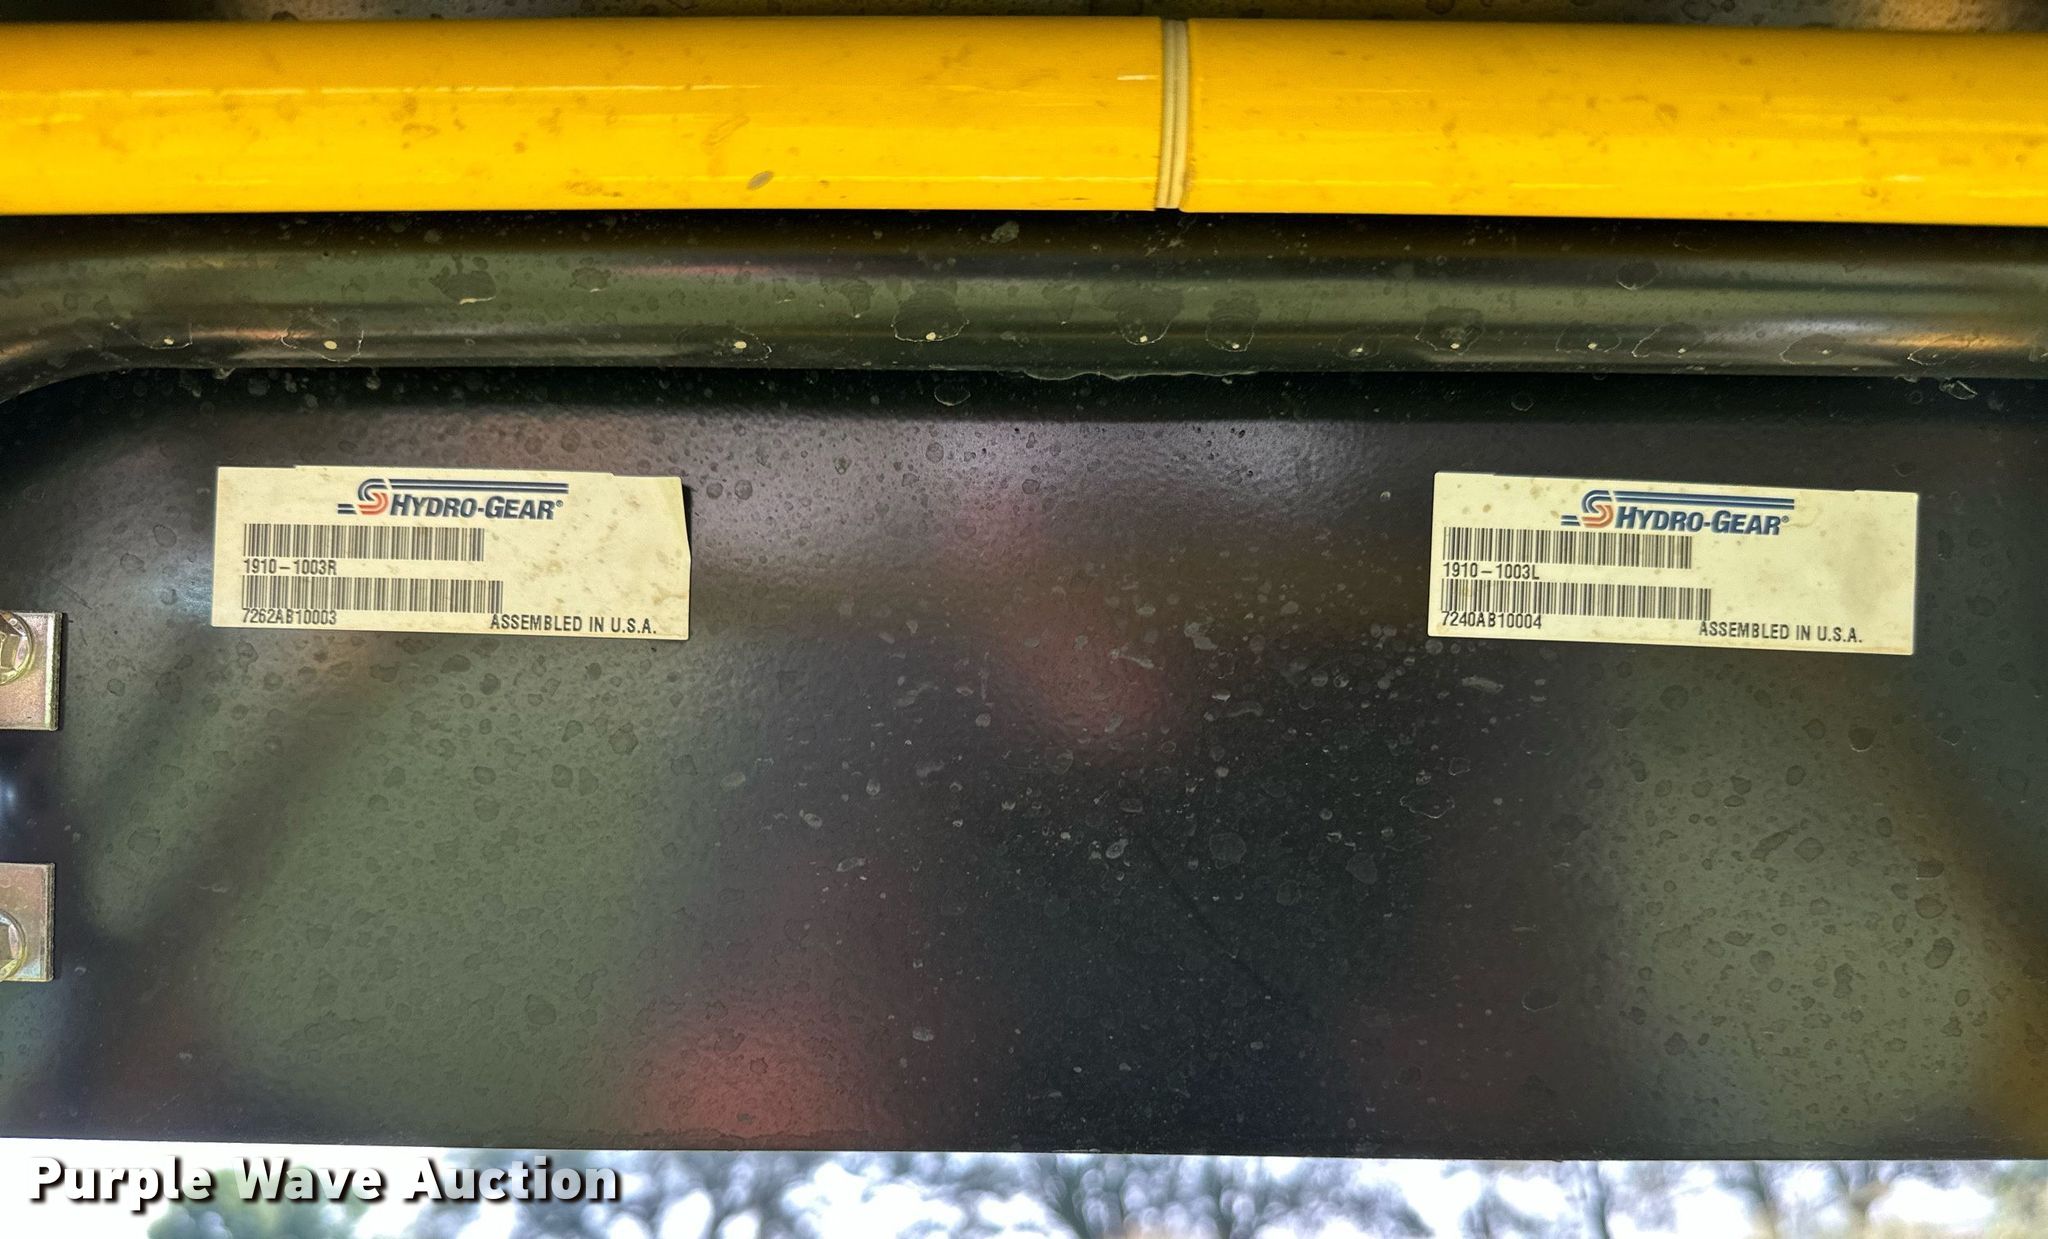 HYDRO-GEAR®
1910-1003R
7262AB10003
ASSEMBLED IN U.S.A.
HYDRO-GEAR®
1910-1003L
7240AB10004
ASSEMBLED IN U.S.A.
Purple Wave Auction